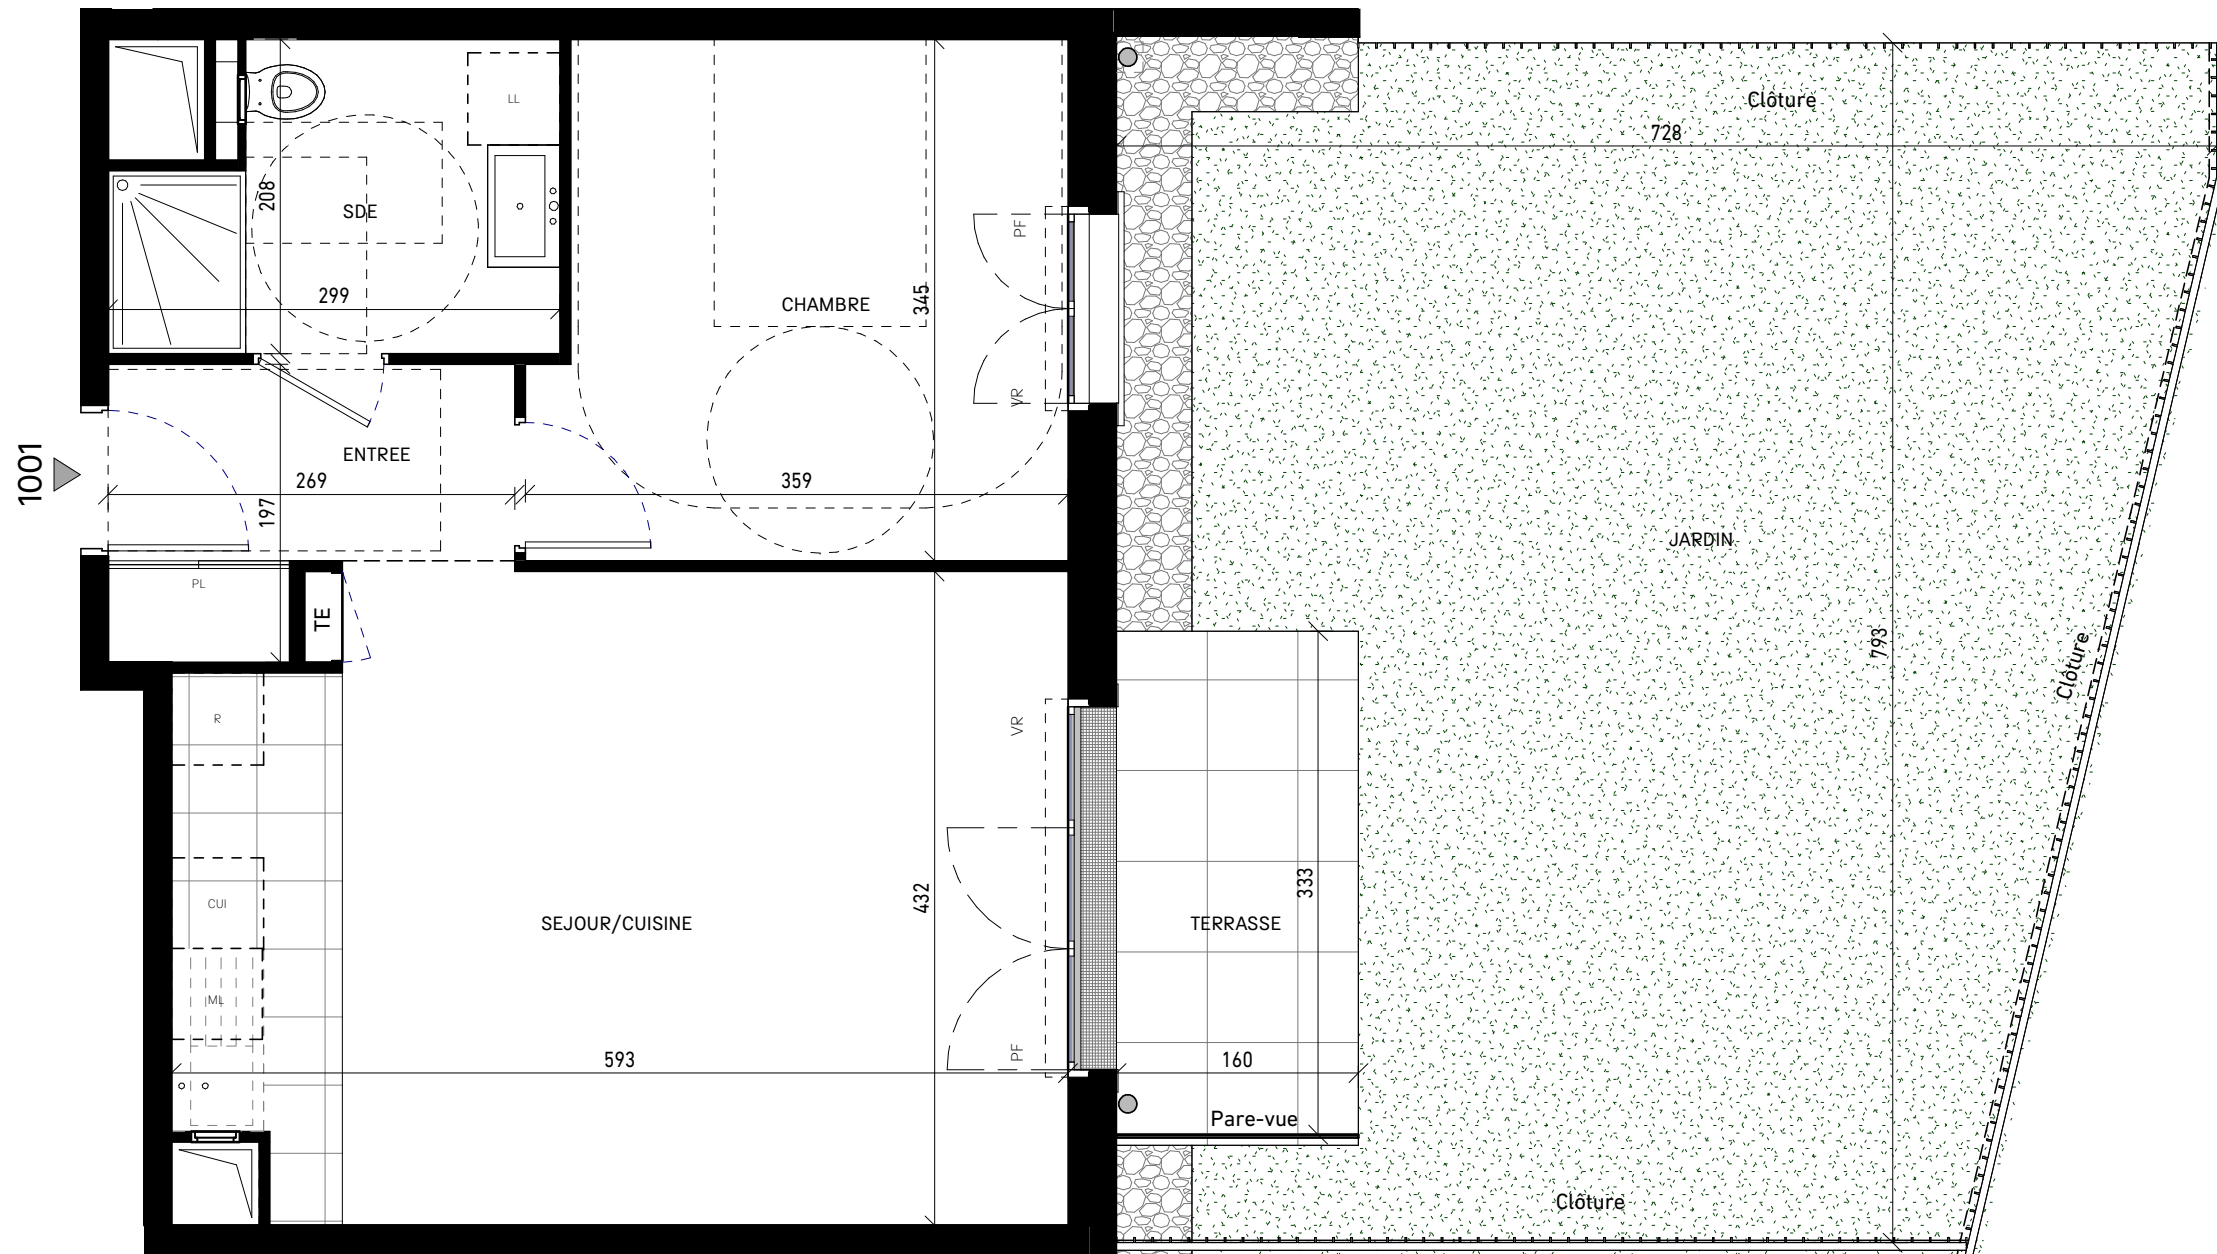 LL
Clôture
728
PF
208
SDE
299
CHAMBRE
345
VR
1001
ENTREE
269
197
359
JARDIN
PL
TE
793
Clôture
R
VR
CUI
SEJOUR/CUISINE
432
TERRASSE
333
ML
593
PF
160
Pare-vue
Clôture